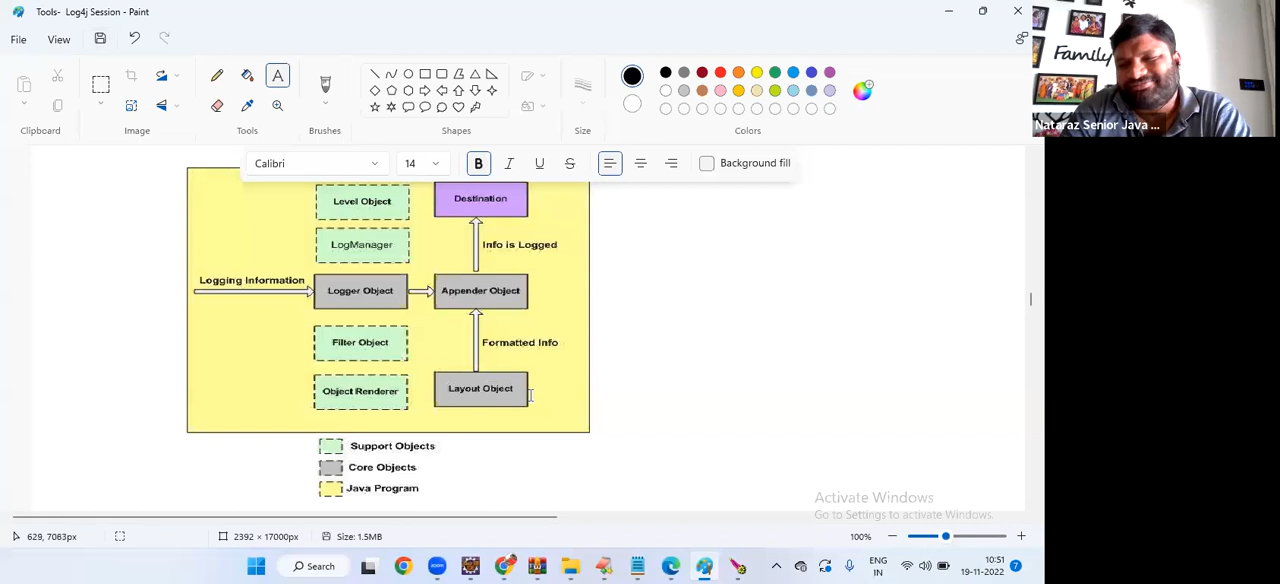 Tools- Log4j Session - Paint
File View
Clipboard Image Tools Brushes Shapes Size Colors
Calibri 14 B I U S Background fill
Family
Nataraz Senior Java ...
Level Object
Destination
LogManager
Info is Logged
Logging Information
Logger Object
Appender Object
Filter Object
Formatted Info
Object Renderer
Layout Object
Support Objects
Core Objects
Java Program
Activate Windows
Go to Settings to activate Windows.
629, 7083px 2392 × 17000px Size: 1.5MB 100%
Search
ENG
IN
10:51
19-11-2022
7